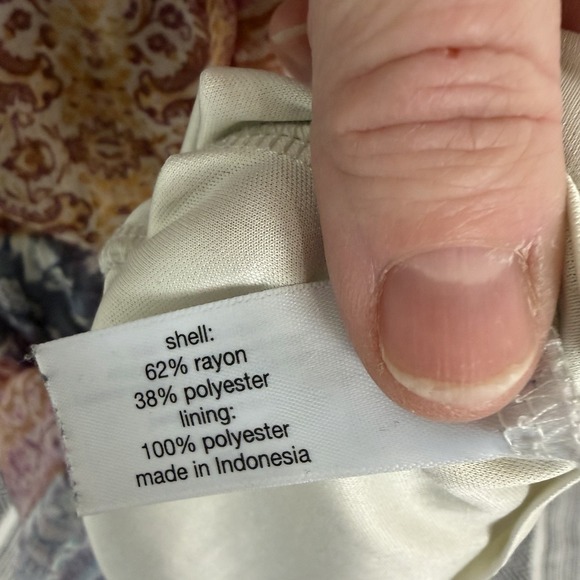 shell:
62% rayon
38% polyester
lining:
100% polyester
made in Indonesia